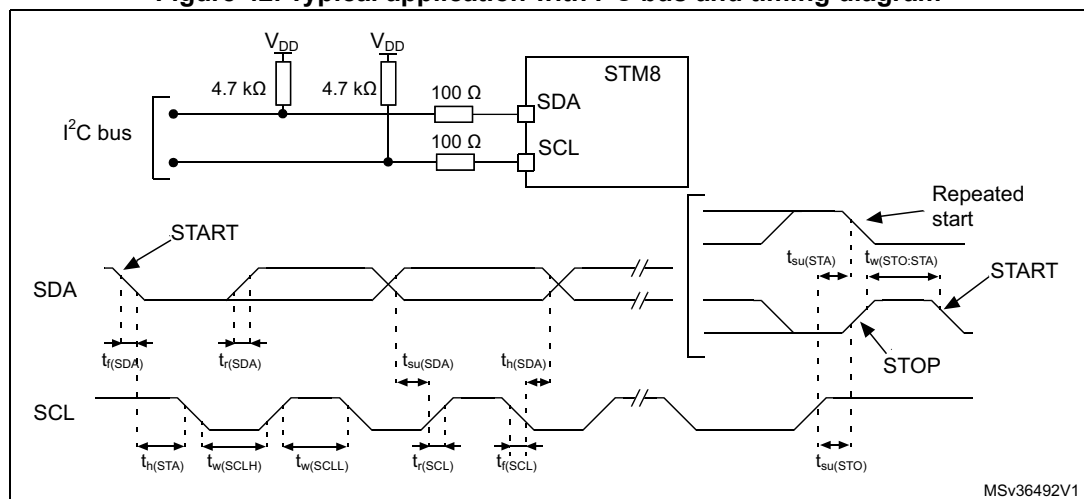 V_DD V_DD
STM8
4.7 kΩ 4.7 kΩ
100 Ω
SDA
I²C bus
100 Ω
SCL
Repeated
start
START
t_su(STA) t_w(STO:STA)
START
SDA
t_f(SDA) t_r(SDA) t_su(SDA) t_h(SDA)
STOP
SCL
t_h(STA) t_w(SCLH) t_w(SCLL) t_r(SCL) t_f(SCL) t_su(STO)
MSv36492V1